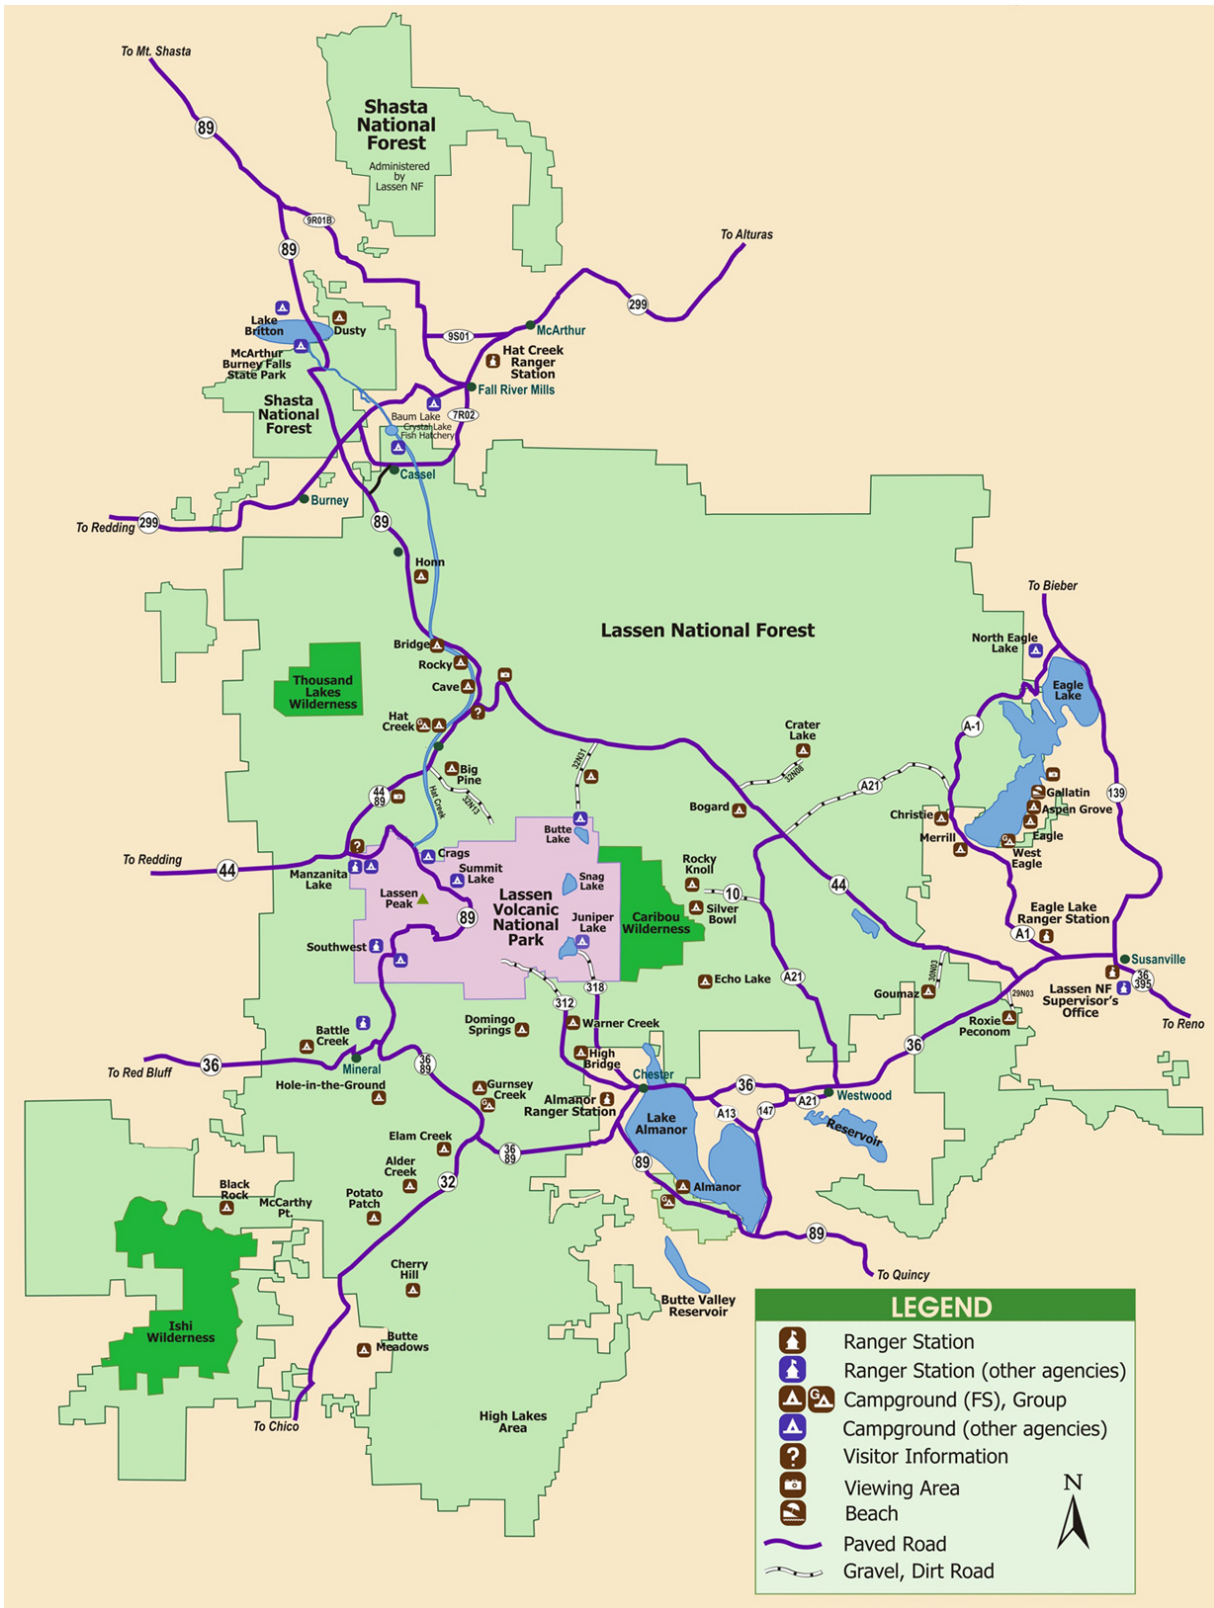 To Mt. Shasta
89
Shasta
National
Forest
Administered
by
Lassen NF
9R01B
89
To Alturas
299
Lake
Britton
Dusty
McArthur
9S01
McArthur
Burney Falls
State Park
Hat Creek
Ranger
Station
Fall River Mills
Shasta
National
Forest
Baum Lake
Crystal Lake
Fish Hatchery
7R02
Cassel
Burney
To Redding
299
89
Honn
Lassen National Forest
To Bieber
North Eagle
Lake
Bridge
Rocky
Cave
Eagle
Lake
Thousand
Lakes
Wilderness
Hat
Creek
Crater
Lake
A-1
Big
Pine
32N31
32N08
44
89
32N13
Hat Creek
A21
139
Gallatin
Bogard
Aspen Grove
Christie
Eagle
Merrill
West
Eagle
Butte
Lake
To Redding
44
Manzanita
Lake
Crags
Summit
Lake
Rocky
Knoll
Snag
Lake
Lassen
Peak
Lassen
Volcanic
National
Park
10
44
Silver
Bowl
89
Juniper
Lake
Caribou
Wilderness
Eagle Lake
Ranger Station
A1
Southwest
Susanville
Echo Lake
A21
30N03
36
395
318
312
Goumaz
29N03
Lassen NF
Supervisor's
Office
To Reno
Domingo
Springs
Warner Creek
Roxie
Peconom
Battle
Creek
High
Bridge
36
To Red Bluff
36
Mineral
36
89
Chester
Hole-in-the-Ground
Gurnsey
Creek
Almanor
Ranger Station
36
Westwood
A21
147
A13
Lake
Almanor
Reservoir
Elam Creek
36
89
89
Alder
Creek
32
Almanor
Black
Rock
McCarthy
Pt.
Potato
Patch
89
To Quincy
Cherry
Hill
Butte Valley
Reservoir
Ishi
Wilderness
Butte
Meadows
To Chico
High Lakes
Area
LEGEND
Ranger Station
Ranger Station (other agencies)
G
Campground (FS), Group
Campground (other agencies)
?
Visitor Information
Viewing Area
Beach
N
Paved Road
Gravel, Dirt Road